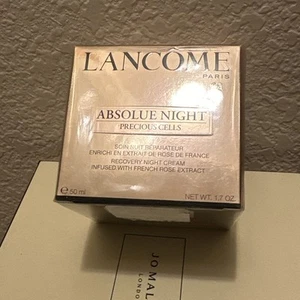 LANCÔME
PARIS
ABSOLUE NIGHT
PRECIOUS CELLS
SOIN NUIT RÉPARATEUR
ENRICHI EN EXTRAIT DE ROSE DE FRANCE
RECOVERY NIGHT CREAM
INFUSED WITH FRENCH ROSE EXTRACT
℮ 50 ml
NET WT. 1.7 OZ.
JO MAL
LONDO